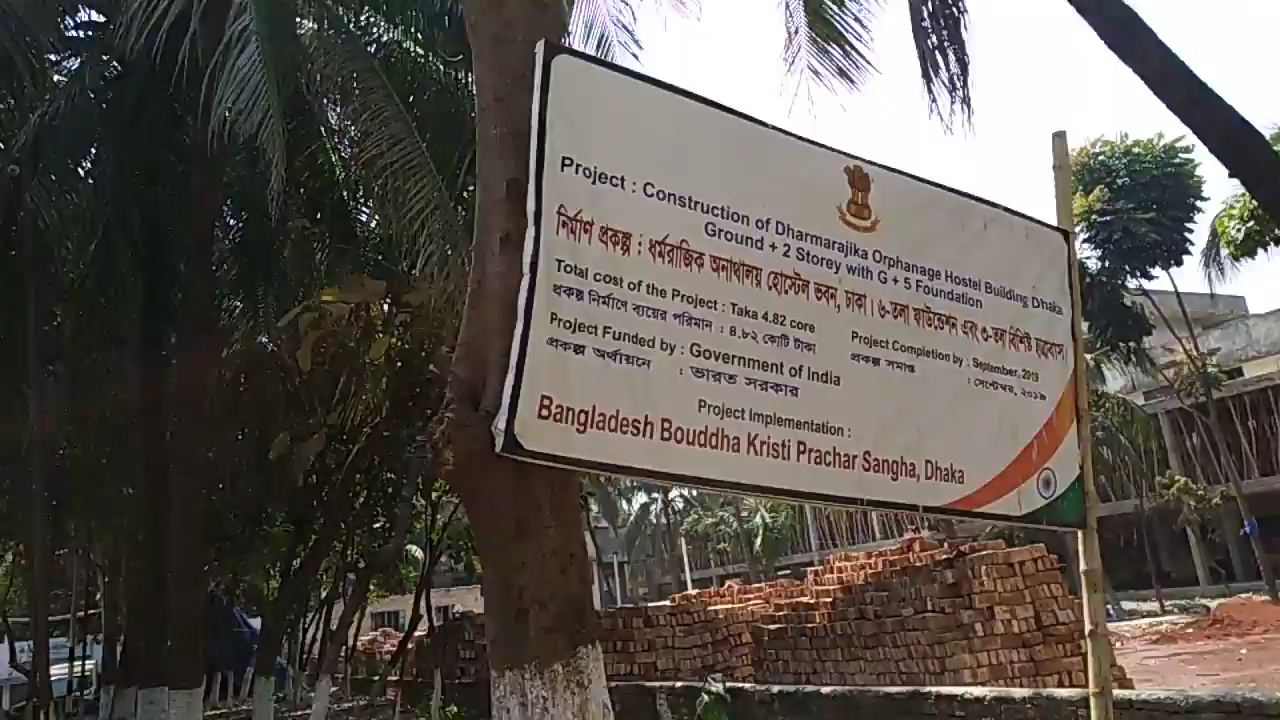 Project : Construction of Dharmarajika Orphanage Hostel Building Dhaka
Ground + 2 Storey with G + 5 Foundation
নির্মাণ প্রকল্প : ধর্মরাজিক অনাথালয় হোস্টেল ভবন, ঢাকা। ৬-তলা ফাউন্ডেশন এবং ৩-তলা বিশিষ্ট ছাত্রাবাস।
Total cost of the Project : Taka 4.82 core
প্রকল্প নির্মাণে ব্যয়ের পরিমান : ৪.৮২ কোটি টাকা
Project Completion by : September, 2019
প্রকল্প সমাপ্ত : সেপ্টেম্বর, ২০১৯
Project Funded by : Government of India
প্রকল্প অর্থায়নে : ভারত সরকার
Project Implementation :
Bangladesh Bouddha Kristi Prachar Sangha, Dhaka